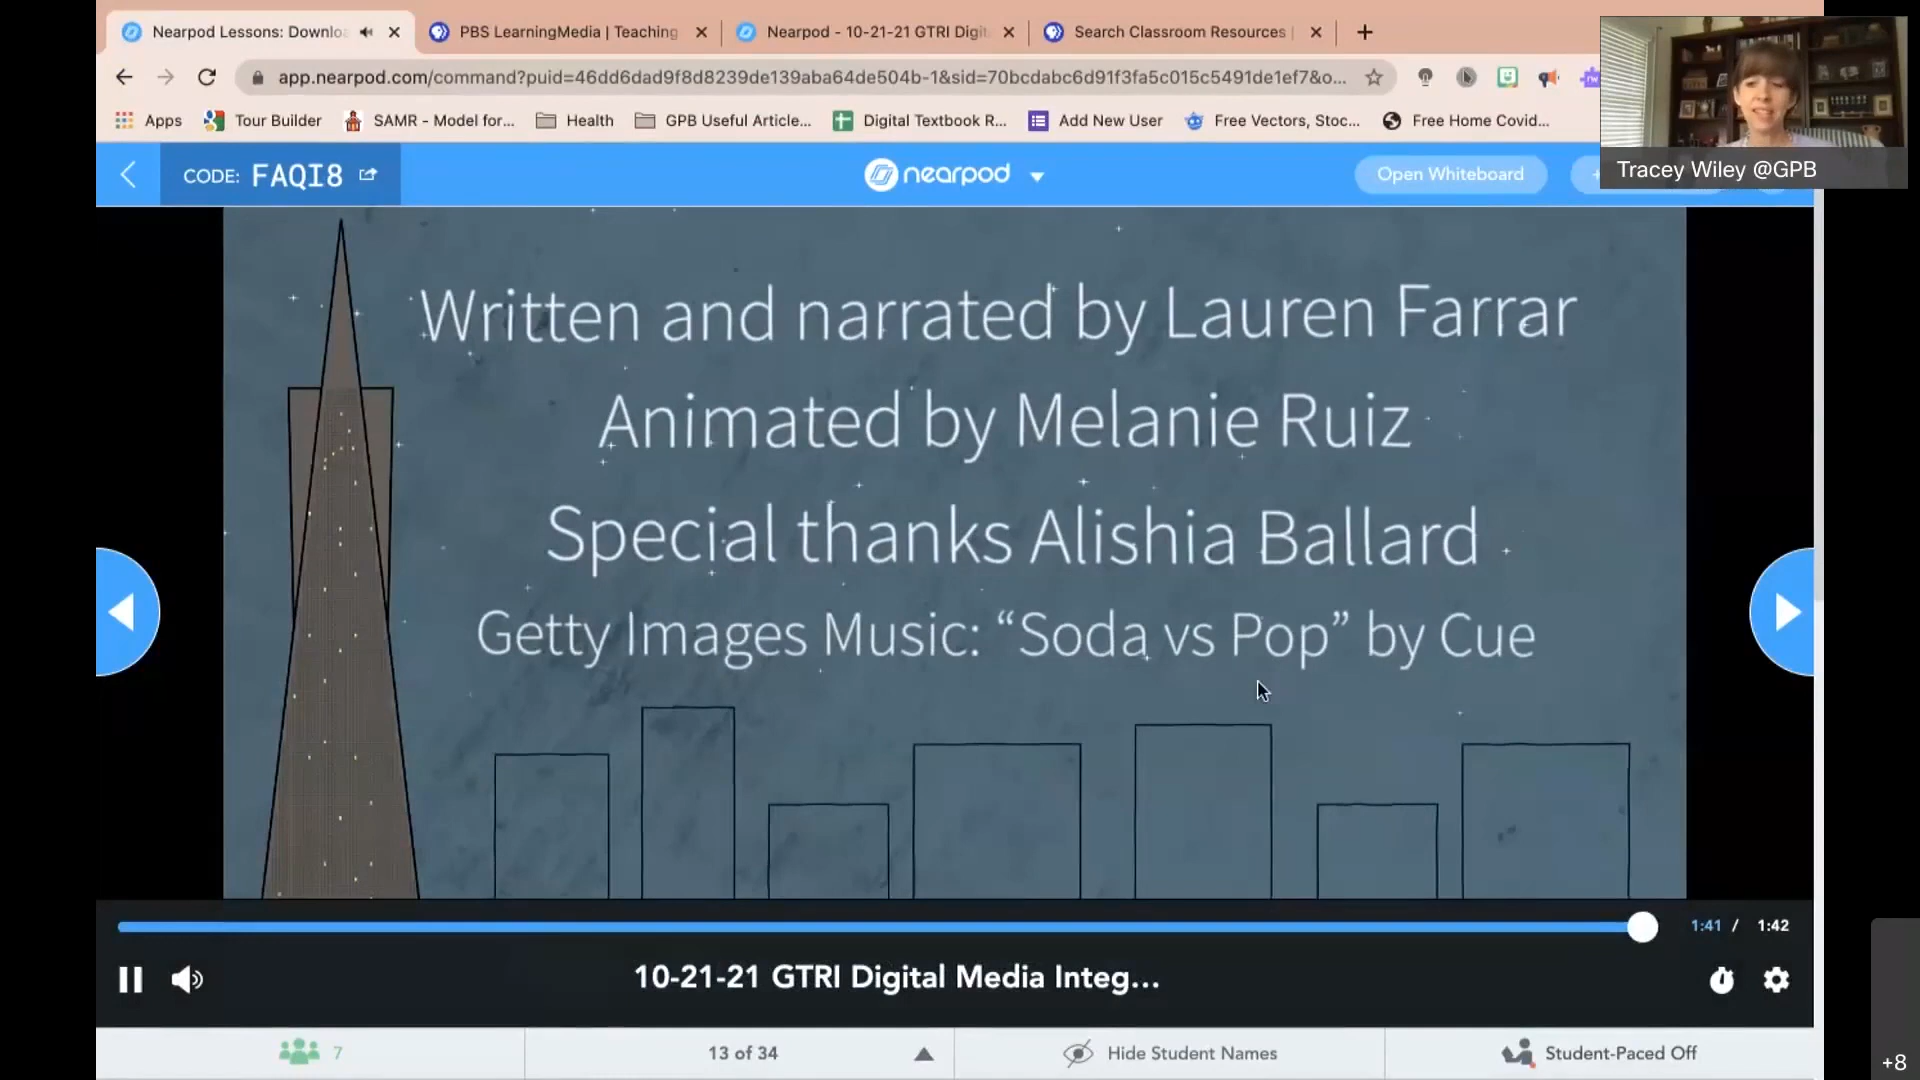 Nearpod Lessons: Downlo
PBS LearningMedia | Teaching
Nearpod - 10-21-21 GTRI Digit
Search Classroom Resources |
app.nearpod.com/command?puid=46dd6dad9f8d8239de139aba64de504b-1&sid=70bcdabc6d91f3fa5c015c5491de1ef7&o...
Apps
Tour Builder
SAMR - Model for...
Health
GPB Useful Article...
Digital Textbook R...
Add New User
Free Vectors, Stoc...
Free Home Covid...
Tracey Wiley @GPB
CODE: FAQI8
nearpod
Open Whiteboard
Written and narrated by Lauren Farrar
Animated by Melanie Ruiz
Special thanks Alishia Ballard
Getty Images Music: “Soda vs Pop” by Cue
1:41 / 1:42
10-21-21 GTRI Digital Media Integ...
7
13 of 34
Hide Student Names
Student-Paced Off
+8